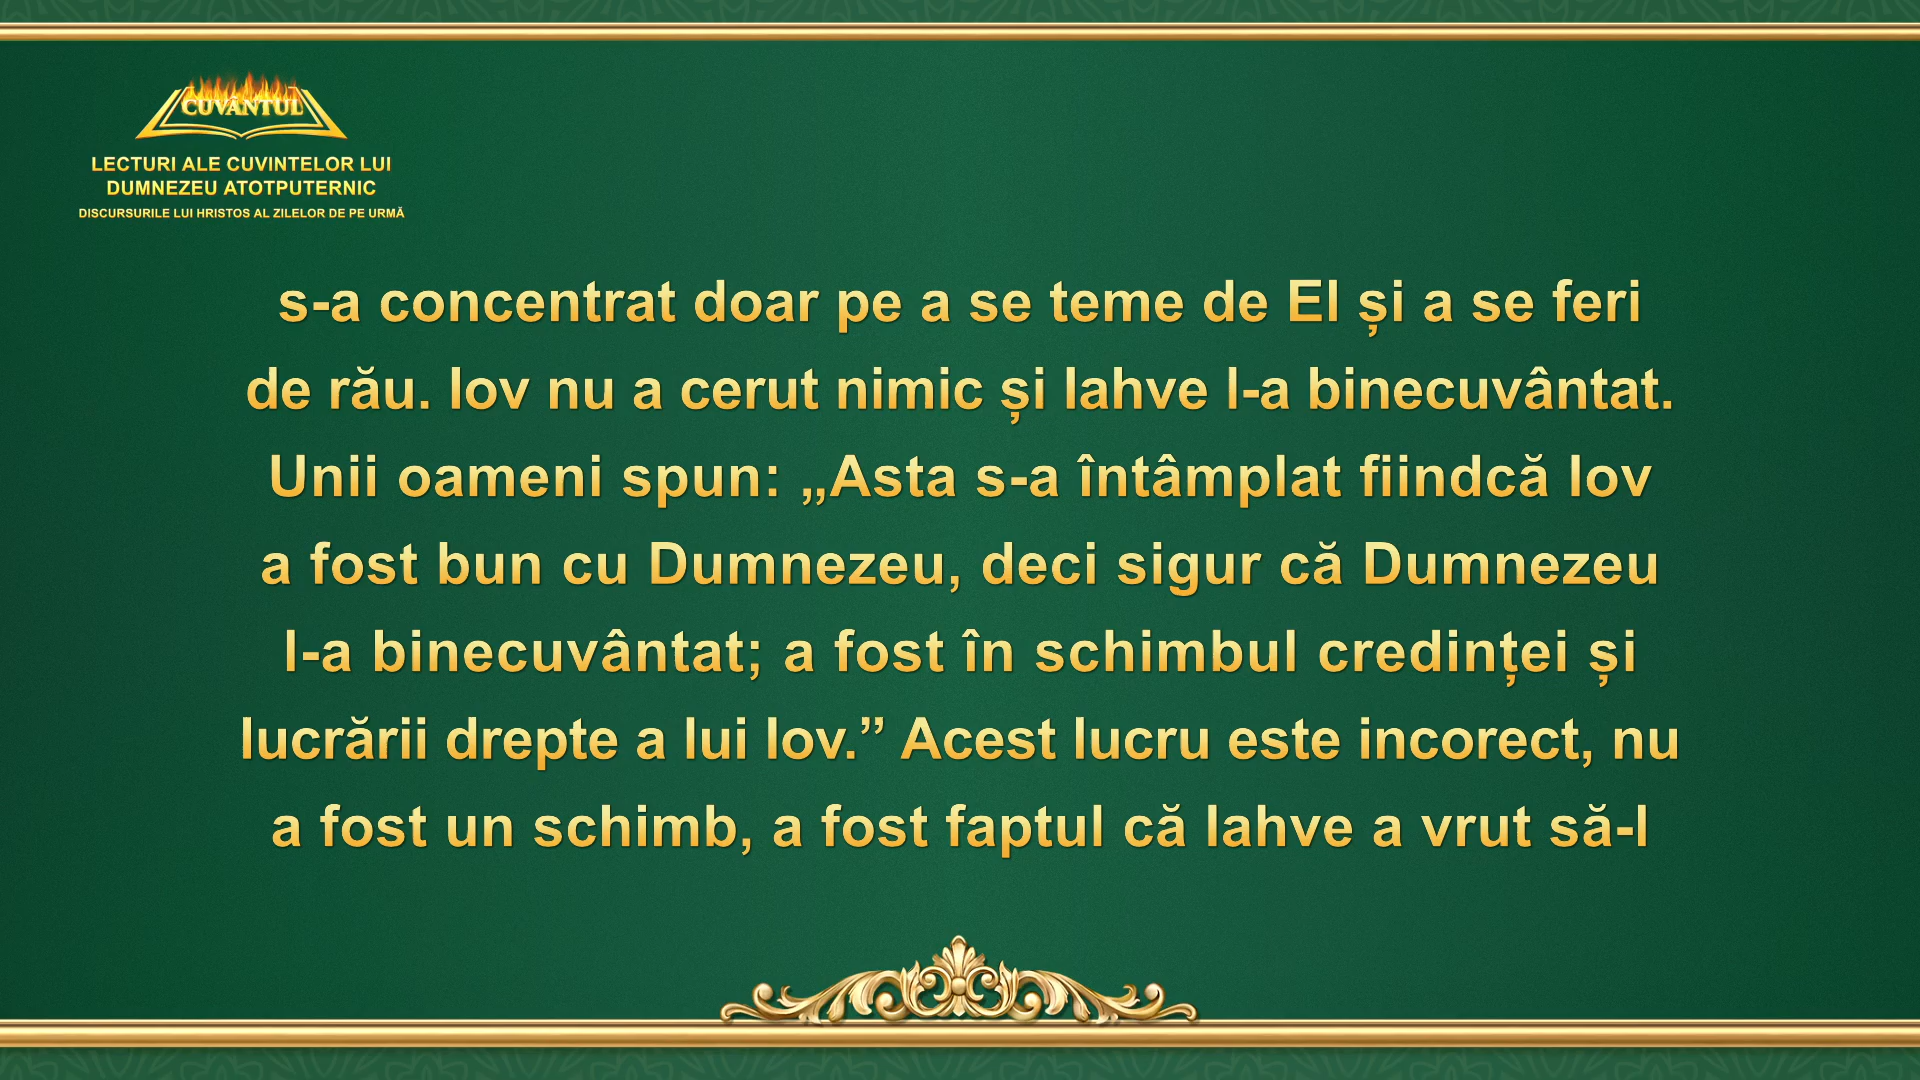 CUVÂNTUL
LECTURI ALE CUVINTELOR LUI
DUMNEZEU ATOTPUTERNIC
DISCURSURILE LUI HRISTOS AL ZILELOR DE PE URMĂ
s-a concentrat doar pe a se teme de El și a se feri
de rău. Iov nu a cerut nimic și Iahve l-a binecuvântat.
Unii oameni spun: „Asta s-a întâmplat fiindcă Iov
a fost bun cu Dumnezeu, deci sigur că Dumnezeu
l-a binecuvântat; a fost în schimbul credinței și
lucrării drepte a lui Iov.” Acest lucru este incorect, nu
a fost un schimb, a fost faptul că Iahve a vrut să-l